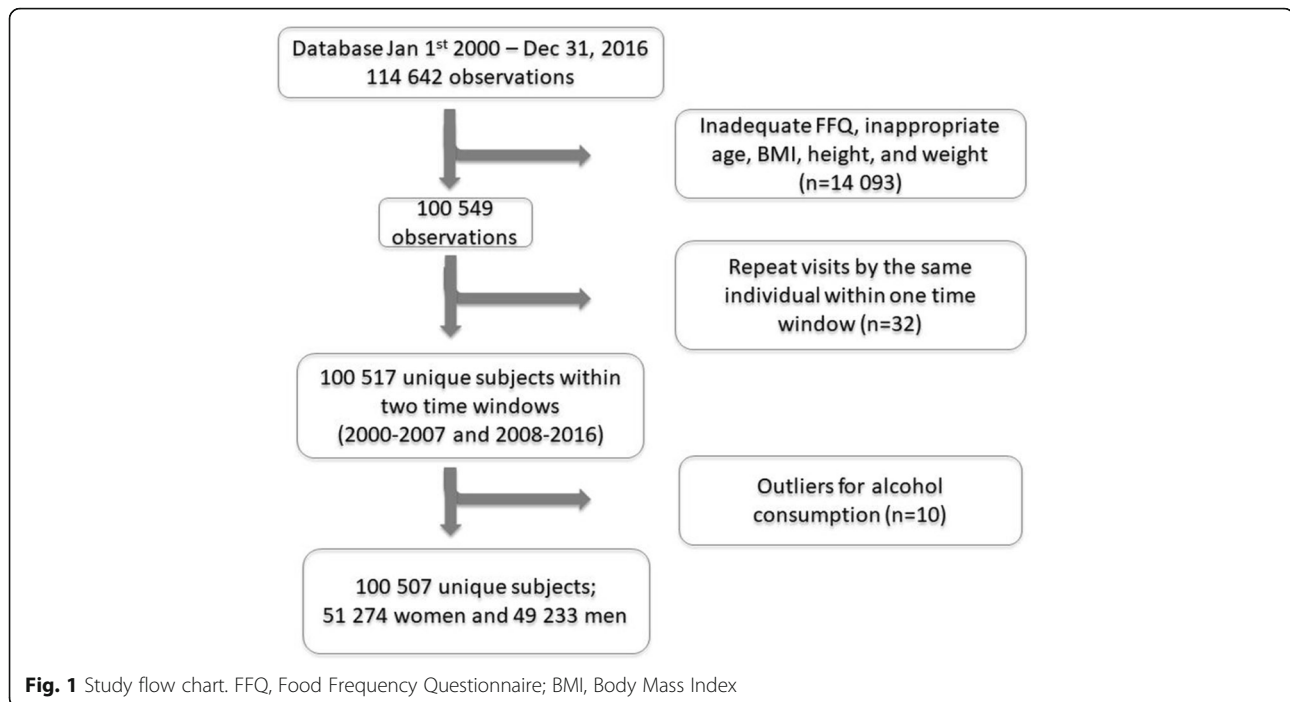 Database Jan 1st 2000 – Dec 31, 2016
114 642 observations
Inadequate FFQ, inappropriate
age, BMI, height, and weight
(n=14 093)
100 549
observations
Repeat visits by the same
individual within one time
window (n=32)
100 517 unique subjects within
two time windows
(2000-2007 and 2008-2016)
Outliers for alcohol
consumption (n=10)
100 507 unique subjects;
51 274 women and 49 233 men
Fig. 1 Study flow chart. FFQ, Food Frequency Questionnaire; BMI, Body Mass Index